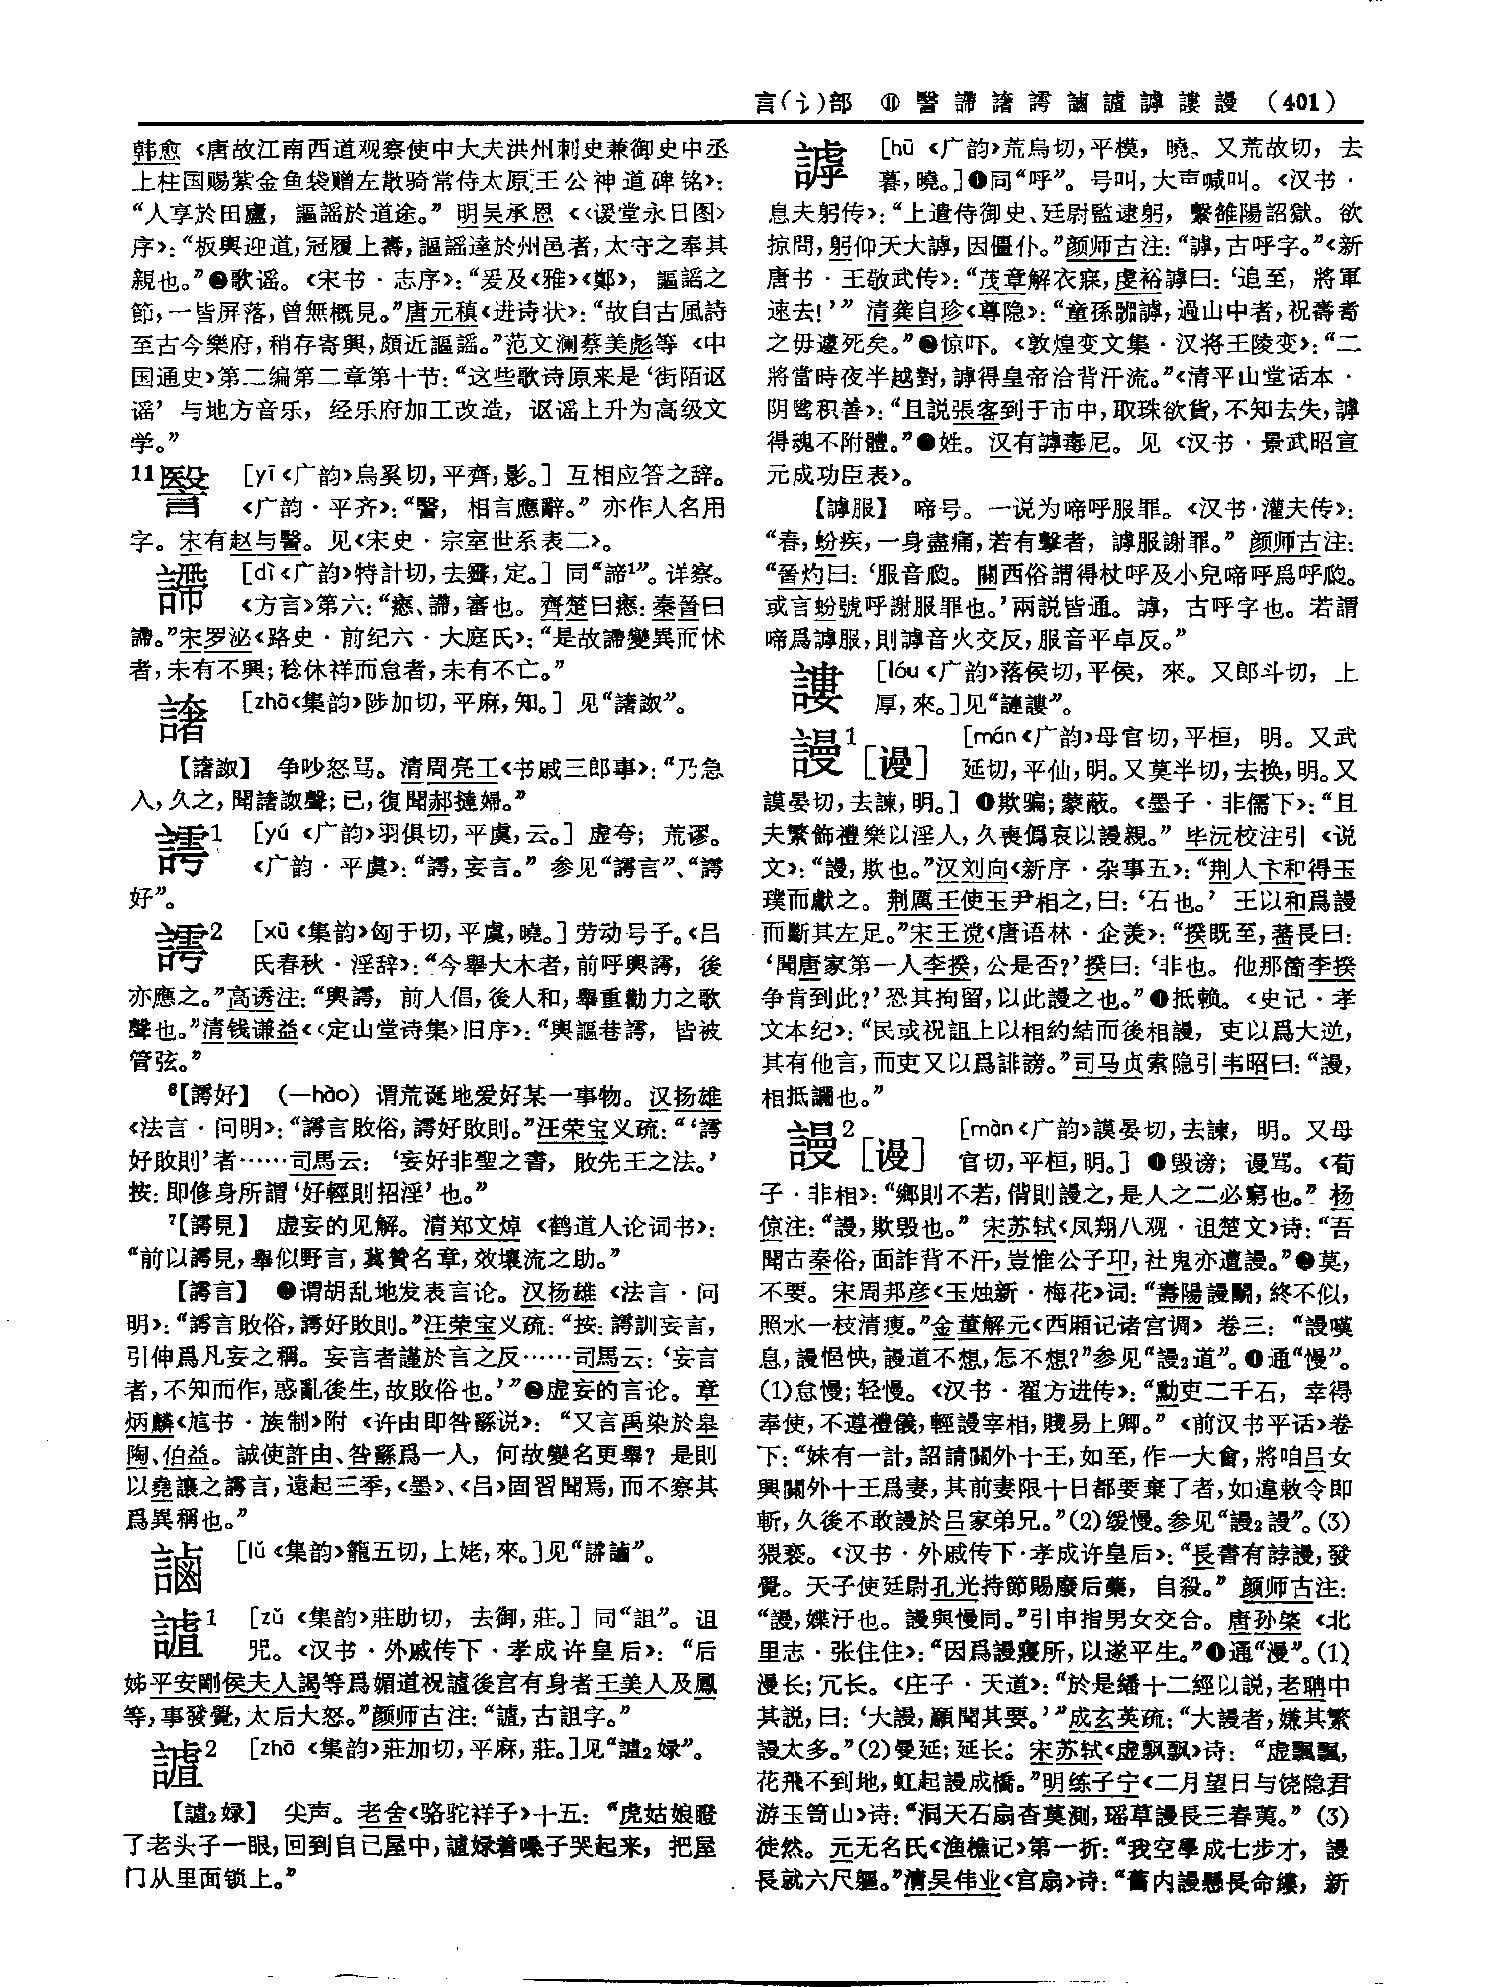 言(讠)部 ⑪ 譩諦譇謣謢謯謼謱謾 (401)
韩愈《唐故江南西道观察使中大夫洪州刺史兼御史中丞
上柱国赐紫金鱼袋赠左散骑常侍太原王公神道碑铭》:
“人享於田廬，謳謠於道途。”明吴承恩《〈谖堂永日图〉
序》:“板輿迎道,冠履上壽,謳謠達於州邑者,太守之奉其
親也。”❷歌谣。《宋书·志序》:“爰及《雅》《鄭》，謳謠之
節,一皆屏落,曾無概見。”唐元稹《进诗状》:“故自古風詩
至古今樂府,稍存寄興,頗近謳謠。”范文澜蔡美彪等《中
国通史》第二编第二章第十节:“这些歌诗原来是‘街陌讴
谣’与地方音乐，经乐府加工改造，讴谣上升为高级文
学。”
11 [yī《广韵》烏奚切,平齊,影。]互相应答之辞。
《广韵·平齐》:“，相言應辭。”亦作人名用
字。宋有赵与。见《宋史·宗室世系表二》。
[dì《广韵》特計切,去霽,定。]同“諦¹”。详察。
《方言》第六:“瘱、，審也。齊楚曰瘱:秦晉曰
。”宋罗泌《路史·前纪六·大庭氏》:“是故變異而怵
者,未有不興;稔休祥而怠者,未有不亡。”
譇 [zhā《集韵》陟加切,平麻,知。]见“譇詉”。
【譇詉】 争吵怒骂。清周亮工《书戚三郎事》:“乃急
入,久之,聞譇詉聲;已,復聞郝撻婦。”
謣1 [yú《广韵》羽俱切,平虞,云。]虚夸；荒谬。
《广韵·平虞》:“謣,妄言。”参见“謣言”、“謣
好”。
謣2 [xū《集韵》匈于切,平虞,曉。]劳动号子。《吕
氏春秋·淫辞》:“今舉大木者,前呼輿謣，後
亦應之。”高诱注:“輿謣，前人倡,後人和,舉重勸力之歌
聲也。”清钱谦益《〈定山堂诗集〉旧序》:“輿謳巷謣，皆被
管弦。”
⁶【謣好】 (—hào) 谓荒诞地爱好某一事物。汉扬雄
《法言·问明》:“謣言敗俗,謣好敗則。”汪荣宝义疏:“‘謣
好敗則’者……司馬云：‘妄好非聖之書，敗先王之法。’
按:即修身所謂‘好輕則招淫’也。”
⁷【謣見】 虚妄的见解。清郑文焯《鹤道人论词书》:
“前以謣見,舉似野言,冀贊名章,效壤流之助。”
【謣言】 ❶谓胡乱地发表言论。汉扬雄《法言·问
明》:“謣言敗俗,謣好敗則。”汪荣宝义疏:“按:謣訓妄言，
引伸爲凡妄之稱。妄言者謹於言之反……司馬云:‘妄言
者,不知而作,惑亂後生,故敗俗也。’”❷虚妄的言论。章
炳麟《訄书·族制》附《许由即咎繇说》：“又言禹染於皋
陶、伯益。誠使許由、咎繇爲一人，何故變名更舉？是則
以堯讓之謣言,遠起三季,《墨》、《吕》固習聞焉,而不察其
爲異稱也。”
[lǔ《集韵》籠五切,上姥,來。]见“”。
謯1 [zǔ《集韵》莊助切，去御,莊。]同“詛”。诅
咒。《汉书·外戚传下·孝成许皇后》：“后
姊平安剛侯夫人謁等爲媚道祝謯後宫有身者王美人及鳳
等,事發覺,太后大怒。”颜师古注:“謯,古詛字。”
謯2 [zhā《集韵》莊加切,平麻,莊。]见“謯₂㖨”。
【謯₂】 尖声。老舍《骆驼祥子》十五：“虎姑娘瞪
了老头子一眼,回到自己屋中,謯着嗓子哭起来，把屋
门从里面锁上。”
謼 [hū《广韵》荒烏切,平模，曉。又荒故切，去
暮,曉。]❶同“呼”。号叫,大声喊叫。《汉书·
息夫躬传》:“上遣侍御史、廷尉監逮躬，繫雒陽詔獄。欲
掠問,躬仰天大謼,因僵仆。”颜师古注:“謼,古呼字。”《新
唐书·王敬武传》:“茂章解衣寐,虔裕謼曰:‘追至，將軍
速去!’”清龚自珍《尊隐》:“童孫謼,過山中者,祝壽耇
之毋遽死矣。”❷惊吓。《敦煌变文集·汉将王陵变》:“二
將當時夜半越對,謼得皇帝洽背汗流。”《清平山堂话本·
阴骘积善》:“且説張客到于市中,取珠欲貨,不知去失,謼
得魂不附體。”❸姓。汉有謼毒尼。见《汉书·景武昭宣
元成功臣表》。
【謼服】 啼号。一说为啼呼服罪。《汉书·灌夫传》:
“春,蚡疾,一身盡痛,若有擊者，謼服謝罪。”颜师古注:
“晉灼曰:‘服音瓝。關西俗謂得杖呼及小兒啼呼爲呼瓝。
或言蚡號呼謝服罪也。’兩説皆通。謼，古呼字也。若謂
啼爲謼服,則謼音火交反,服音平卓反。”
謱 [lóu《广韵》落侯切,平侯，來。又郎斗切，上
厚,來。]见“謰謱”。
謾1[谩] [mán《广韵》母官切,平桓，明。又武
延切,平仙,明。又莫半切,去换,明。又
謨晏切,去諫,明。]❶欺骗;蒙蔽。《墨子·非儒下》:“且
夫繁飾禮樂以淫人,久喪僞哀以謾親。”毕沅校注引《说
文》:“謾,欺也。”汉刘向《新序·杂事五》:“荆人卞和得玉
璞而獻之。荆厲王使玉尹相之,曰:‘石也。’王以和爲謾
而斷其左足。”宋王谠《唐语林·企羡》:“揆既至,蕃長曰:
‘聞唐家第一人李揆,公是否?’揆曰:‘非也。他那箇李揆
争肯到此?’恐其拘留,以此謾之也。”❷抵赖。《史记·孝
文本纪》:“民或祝詛上以相約結而後相謾，吏以爲大逆，
其有他言,而吏又以爲誹謗。”司马贞索隐引韦昭曰:“謾，
相抵讕也。”
謾2[谩] [màn《广韵》謨晏切,去諫，明。又母
官切,平桓,明。]❶毁谤；谩骂。《荀
子·非相》:“鄉則不若,偝則謾之,是人之二必窮也。”杨
倞注:“謾,欺毁也。”宋苏轼《凤翔八观·诅楚文》诗:“吾
聞古秦俗,面詐背不汗,豈惟公子卬,社鬼亦遭謾。”❷莫，
不要。宋周邦彦《玉烛新·梅花》词:“壽陽謾鬭,終不似，
照水一枝清瘦。”金董解元《西厢记诸宫调》卷三：“謾嘆
息,謾悒怏,謾道不想,怎不想?”参见“謾₂道”。❸通“慢”。
(1)怠慢;轻慢。《汉书·翟方进传》:“勳吏二千石，幸得
奉使,不遵禮儀,輕謾宰相,賤易上卿。”《前汉书平话》卷
下:“妹有一計,詔請關外十王,如至,作一大會,將咱吕女
與關外十王爲妻,其前妻限十日都要棄了者,如違敕令即
斬,久後不敢謾於吕家弟兄。”(2)缓慢。参见“謾₂謾”。(3)
猥亵。《汉书·外戚传下·孝成许皇后》:“長書有誖謾,發
覺。天子使廷尉孔光持節賜廢后藥，自殺。”颜师古注:
“謾,媟汙也。謾與慢同。”引申指男女交合。唐孙棨《北
里志·张住住》:“因爲謾寢所,以遂平生。”❹通“漫”。(1)
漫长;冗长。《庄子·天道》:“於是繙十二經以説,老聃中
其説,曰:‘大謾,願聞其要。’”成玄英疏:“大謾者,嫌其繁
謾太多。”(2)曼延;延长。宋苏轼《虚飘飘》诗：“虚飄飄，
花飛不到地,虹起謾成橋。”明练子宁《二月望日与饶隐君
游玉笥山》诗:“洞天石扇杳莫測,瑶草謾長三春荑。”(3)
徒然。元无名氏《渔樵记》第一折:“我空學成七步才，謾
長就六尺軀。”清吴伟业《宫扇》诗:“舊内謾懸長命縷，新